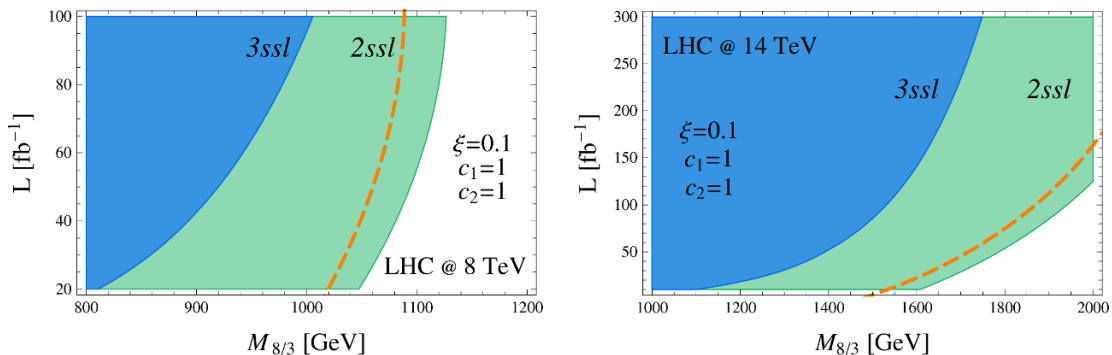 100
80
60
40
20
L [fb⁻¹]
3ssl
2ssl
ξ=0.1
c₁=1
c₂=1
LHC @ 8 TeV
800
900
1000
1100
1200
M₈/₃ [GeV]
300
250
200
150
100
50
L [fb⁻¹]
LHC @ 14 TeV
3ssl
2ssl
ξ=0.1
c₁=1
c₂=1
1000
1200
1400
1600
1800
2000
M₈/₃ [GeV]